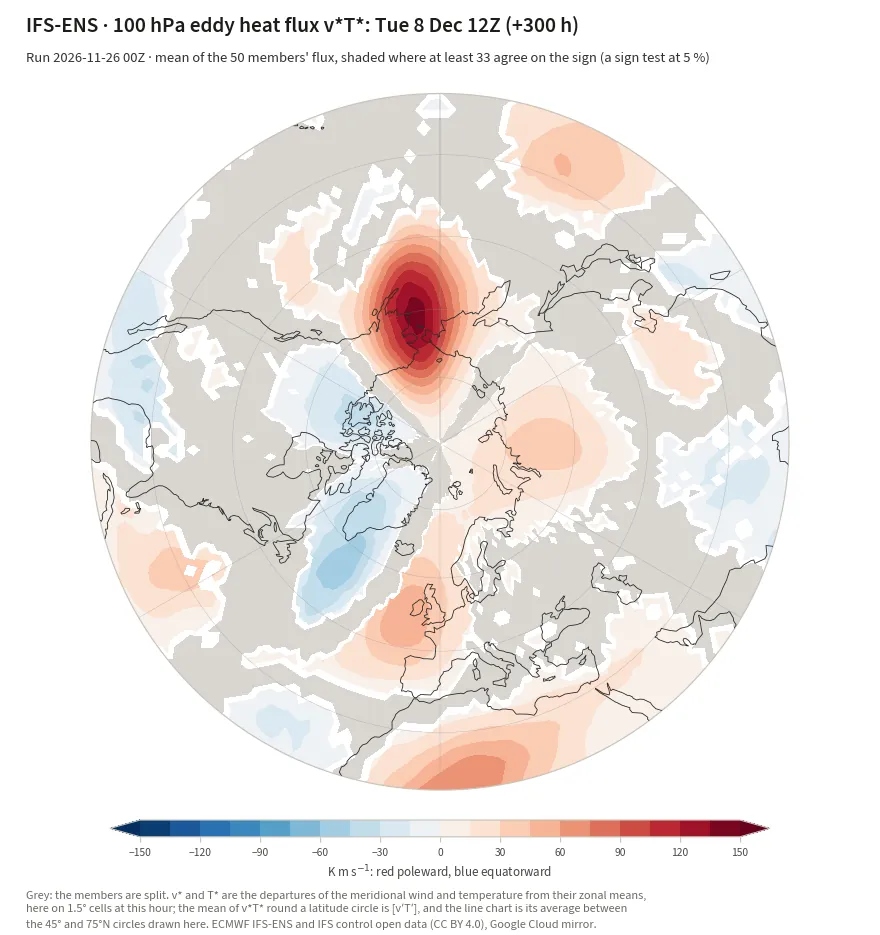 IFS-ENS · 100 hPa eddy heat flux v*T*: Tue 8 Dec 12Z (+300 h)
Run 2026-11-26 00Z · mean of the 50 members' flux, shaded where at least 33 agree on the sign (a sign test at 5 %)
−150 −120 −90 −60 −30 0 30 60 90 120 150
K m s⁻¹: red poleward, blue equatorward
Grey: the members are split. v* and T* are the departures of the meridional wind and temperature from their zonal means,
here on 1.5° cells at this hour; the mean of v*T* round a latitude circle is [v′T′], and the line chart is its average between
the 45° and 75°N circles drawn here. ECMWF IFS-ENS and IFS control open data (CC BY 4.0), Google Cloud mirror.